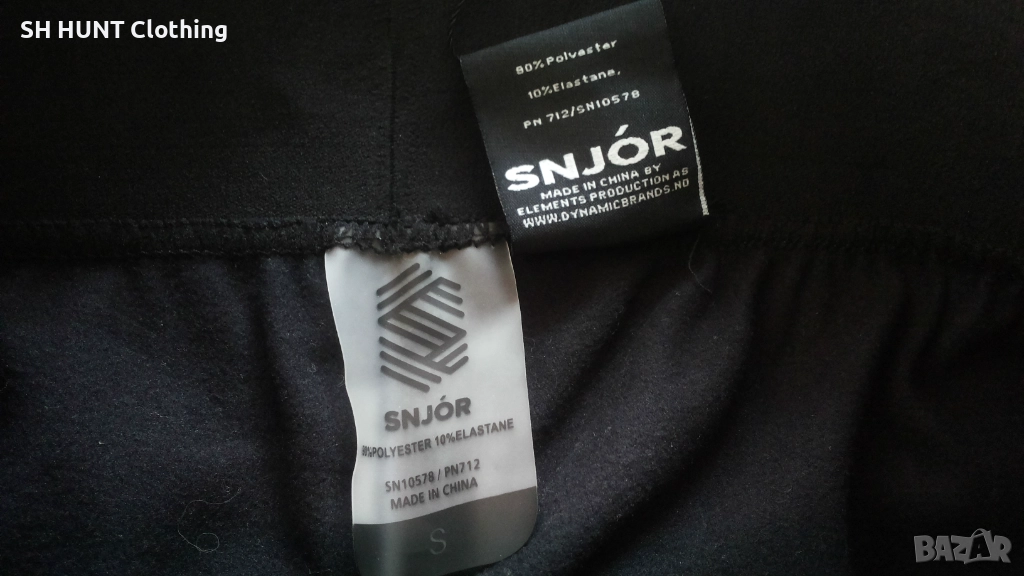 SH HUNT Clothing
90% Polyester
10% Elastane.
PN 712/SN10578
SNJÓR
MADE IN CHINA BY
ELEMENTS PRODUCTION AS
WWW.DYNAMICBRANDS.NO
SNJÓR
POLYESTER 10%ELASTANE
SN10578 / PN712
MADE IN CHINA
S
BAZAR